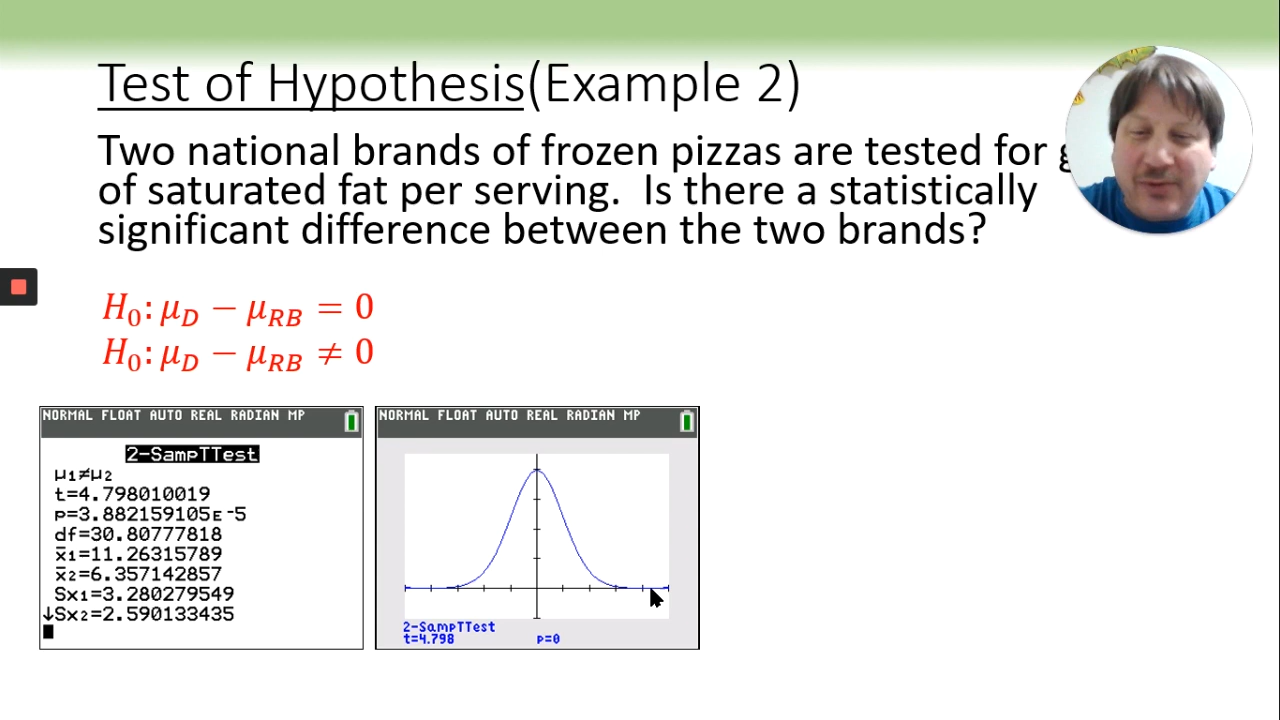 Test of Hypothesis(Example 2)
Two national brands of frozen pizzas are tested for
of saturated fat per serving. Is there a statistically
significant difference between the two brands?
H₀: μ_D − μ_RB = 0
H₀: μ_D − μ_RB ≠ 0
NORMAL FLOAT AUTO REAL RADIAN MP
2-SampTTest
μ1≠μ2
t=4.798010019
p=3.882159105ᴇ-5
df=30.80777818
x̄1=11.26315789
x̄2=6.357142857
Sx1=3.280279549
↓Sx2=2.590133435
NORMAL FLOAT AUTO REAL RADIAN MP
2-SampTTest
t=4.798 p=0